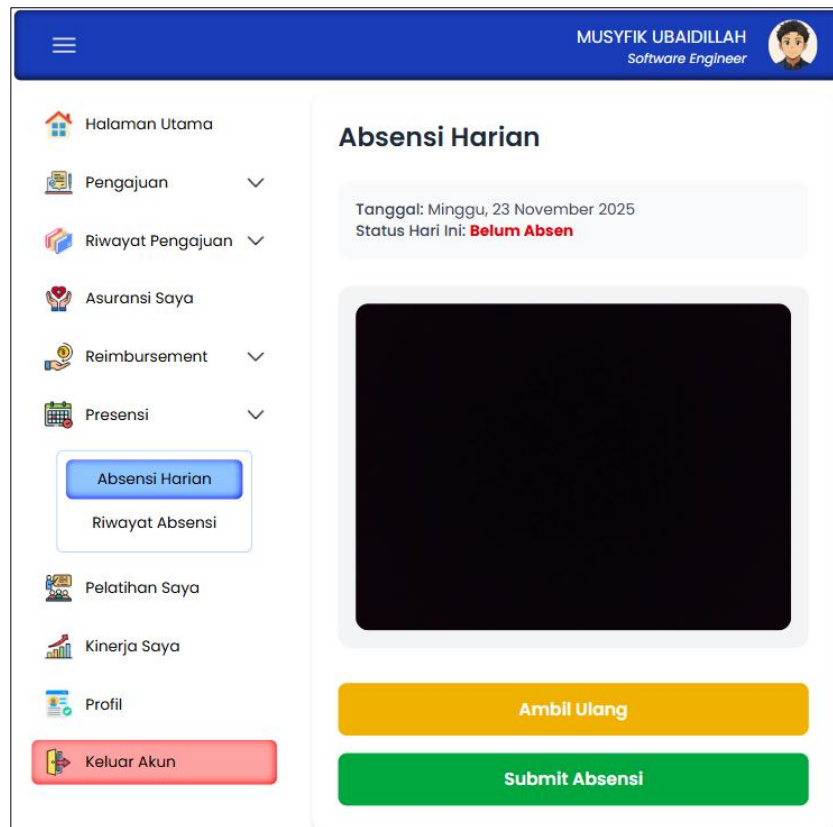 MUSYFIK UBAIDILLAH
Software Engineer
Halaman Utama
Pengajuan
Riwayat Pengajuan
Asuransi Saya
Reimbursement
Presensi
Absensi Harian
Riwayat Absensi
Pelatihan Saya
Kinerja Saya
Profil
Keluar Akun
Absensi Harian
Tanggal: Minggu, 23 November 2025
Status Hari Ini: Belum Absen
Ambil Ulang
Submit Absensi